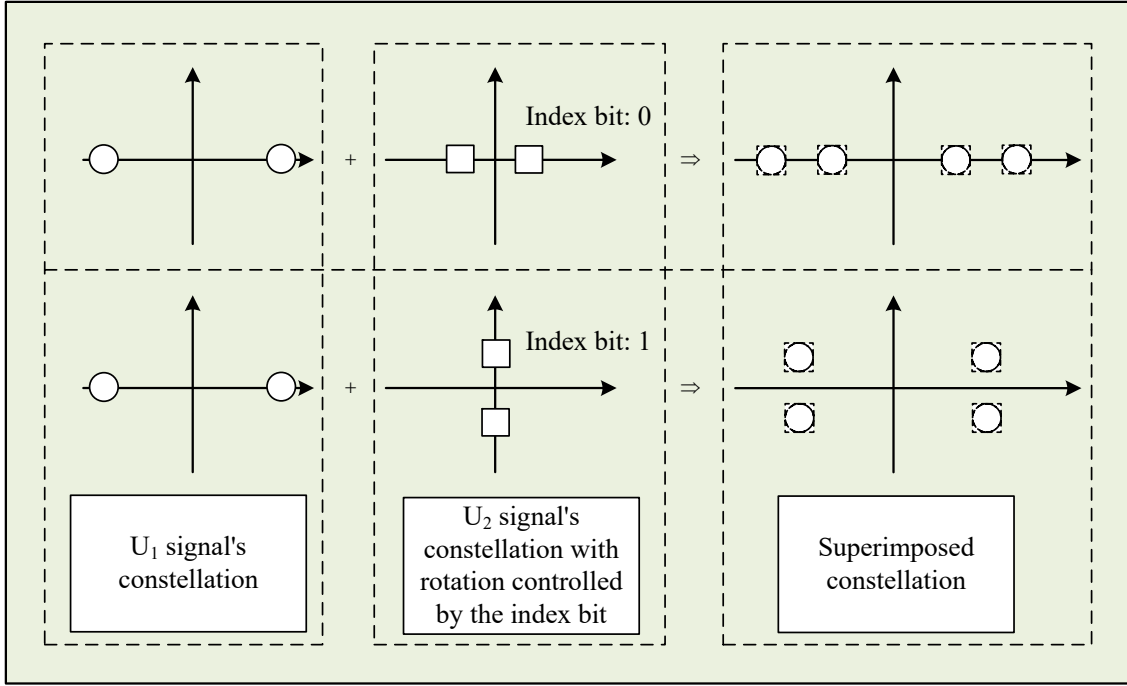 Index bit: 0
+
⇒
Index bit: 1
+
⇒
U₁ signal's
constellation
U₂ signal's
constellation with
rotation controlled
by the index bit
Superimposed
constellation